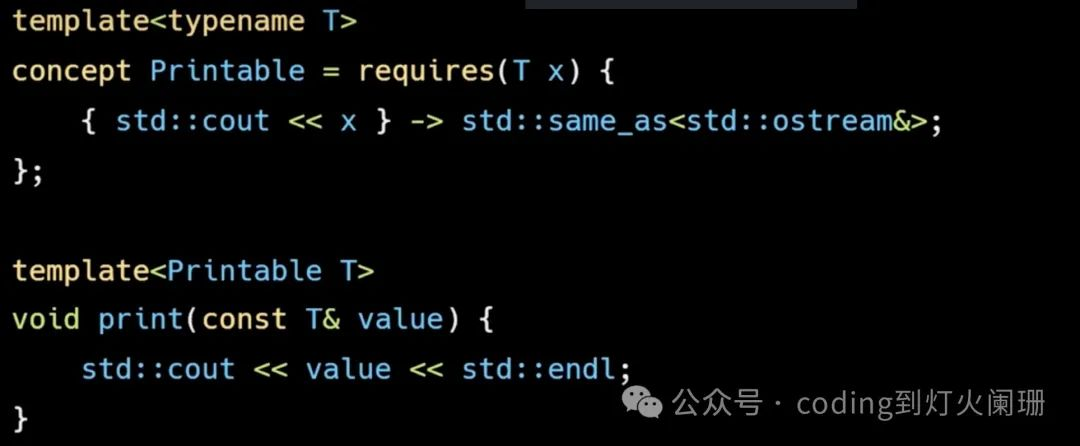 template<typename T>
concept Printable = requires(T x) {
    { std::cout << x } -> std::same_as<std::ostream&>;
};

template<Printable T>
void print(const T& value) {
    std::cout << value << std::endl;
}
公众号 · coding到灯火阑珊